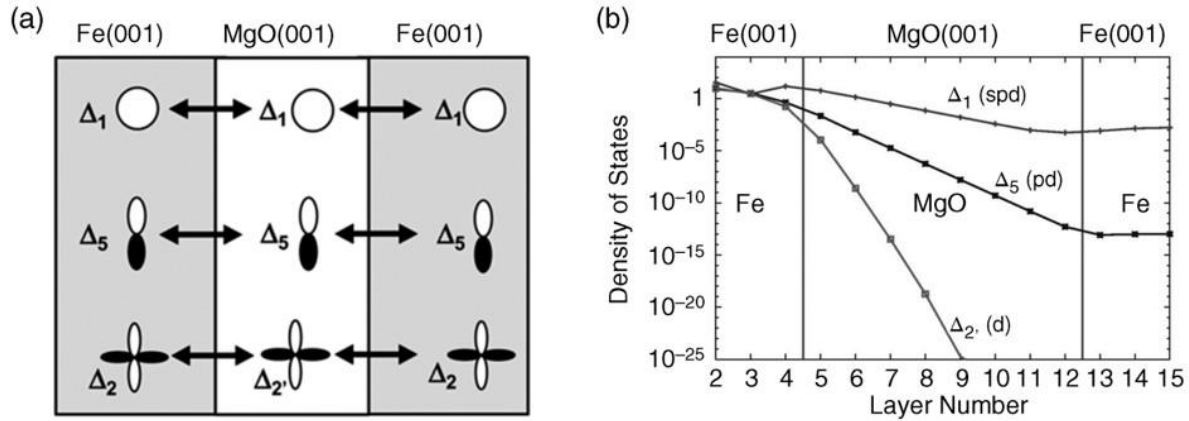 (a)
Fe(001) MgO(001) Fe(001)
Δ1 Δ1 Δ1
Δ5 Δ5 Δ5
Δ2 Δ2' Δ2
(b)
Fe(001) MgO(001) Fe(001)
Density of States
1
10−5
10−10
10−15
10−20
10−25
Δ1 (spd)
Δ5 (pd)
Fe MgO Fe
Δ2' (d)
2 3 4 5 6 7 8 9 10 11 12 13 14 15
Layer Number